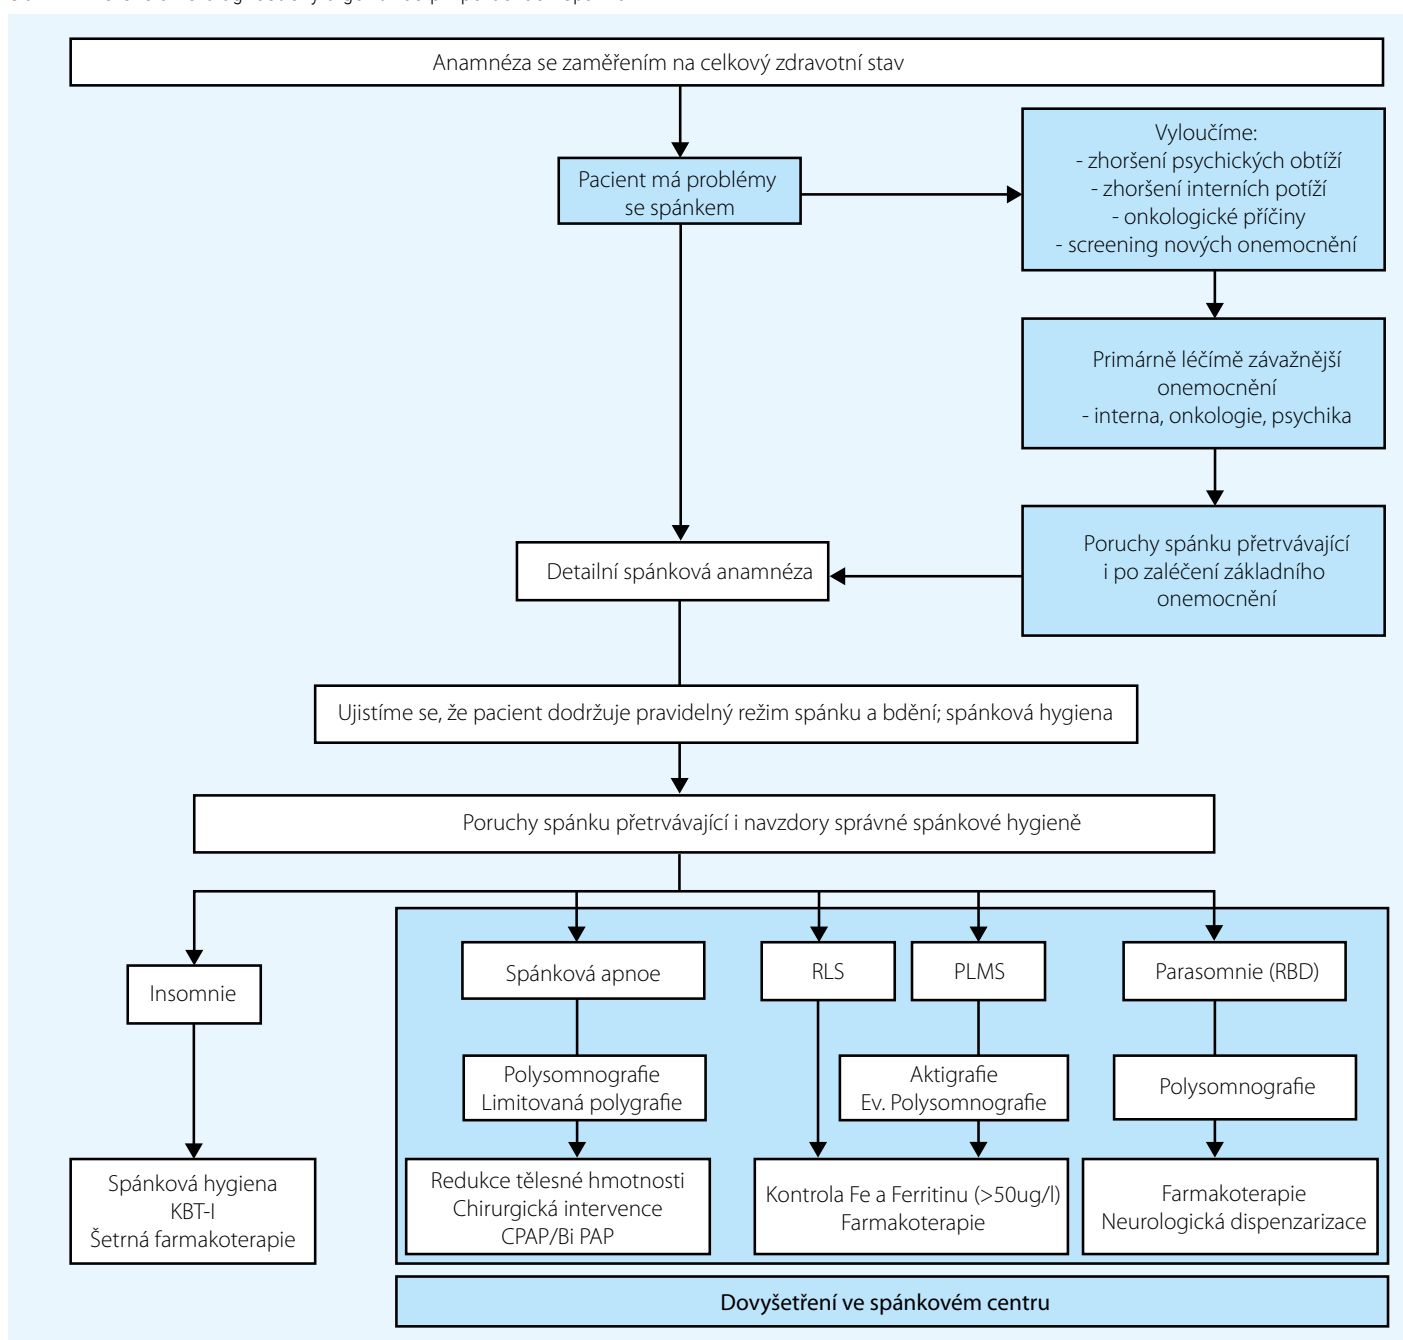 Anamnéza se zaměřením na celkový zdravotní stav
Pacient má problémy
se spánkem
Vyloučíme:
- zhoršení psychických obtíží
- zhoršení interních potíží
- onkologické příčiny
- screening nových onemocnění
Primárně léčímě závažnější
onemocnění
- interna, onkologie, psychika
Poruchy spánku přetrvávající
i po zaléčení základního
onemocnění
Detailní spánková anamnéza
Ujistíme se, že pacient dodržuje pravidelný režim spánku a bdění; spánková hygiena
Poruchy spánku přetrvávající i navzdory správné spánkové hygieně
Insomnie
Spánková hygiena
KBT-I
Šetrná farmakoterapie
Spánková apnoe
Polysomnografie
Limitovaná polygrafie
Redukce tělesné hmotnosti
Chirurgická intervence
CPAP/Bi PAP
RLS
PLMS
Aktigrafie
Ev. Polysomnografie
Kontrola Fe a Ferritinu (>50ug/l)
Farmakoterapie
Parasomnie (RBD)
Polysomnografie
Farmakoterapie
Neurologická dispenzarizace
Dovyšetření ve spánkovém centru